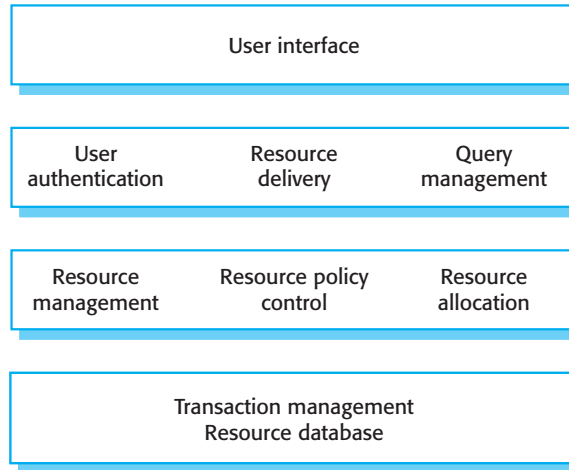 User interface
User
authentication
Resource
delivery
Query
management
Resource
management
Resource policy
control
Resource
allocation
Transaction management
Resource database